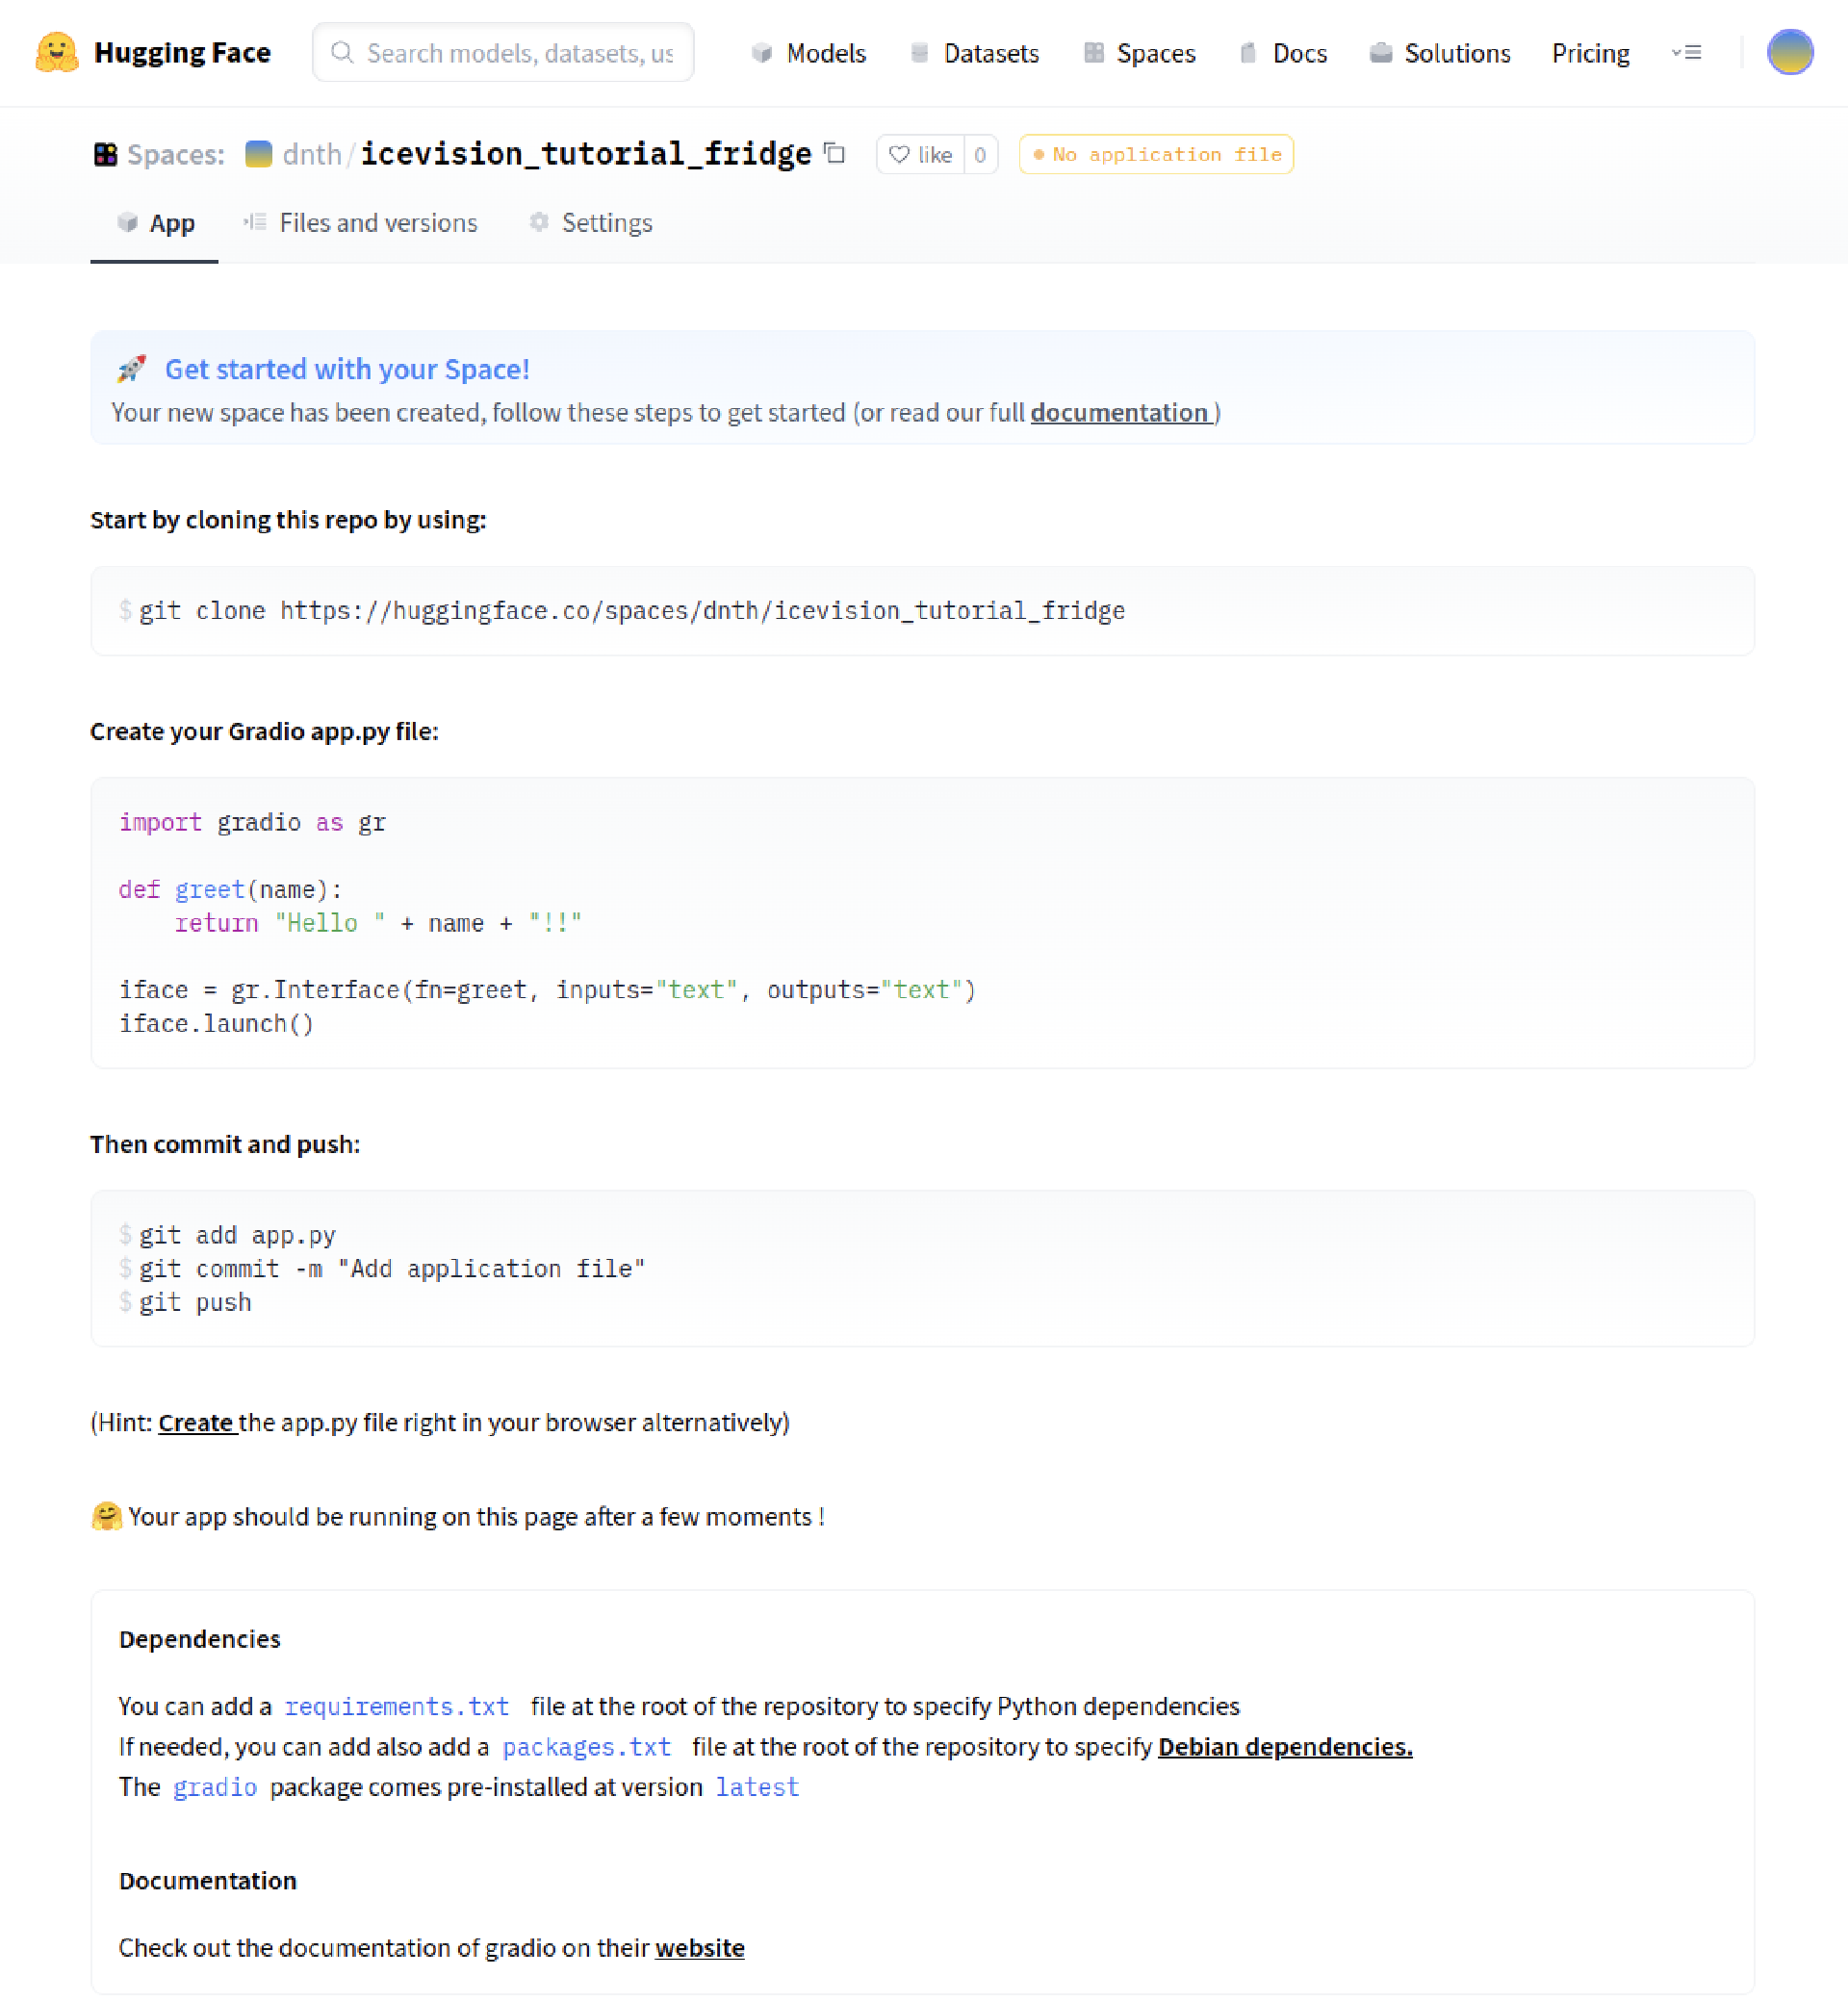 Hugging Face
Search models, datasets, us
Models
Datasets
Spaces
Docs
Solutions
Pricing
Spaces: dnth/icevision_tutorial_fridge
like 0
No application file
App
Files and versions
Settings
Get started with your Space!
Your new space has been created, follow these steps to get started (or read our full documentation )
Start by cloning this repo by using:
$ git clone https://huggingface.co/spaces/dnth/icevision_tutorial_fridge
Create your Gradio app.py file:
import gradio as gr
def greet(name):
    return "Hello " + name + "!!"
iface = gr.Interface(fn=greet, inputs="text", outputs="text")
iface.launch()
Then commit and push:
$ git add app.py
$ git commit -m "Add application file"
$ git push
(Hint: Create the app.py file right in your browser alternatively)
🤗 Your app should be running on this page after a few moments !
Dependencies
You can add a requirements.txt file at the root of the repository to specify Python dependencies
If needed, you can add also add a packages.txt file at the root of the repository to specify Debian dependencies.
The gradio package comes pre-installed at version latest
Documentation
Check out the documentation of gradio on their website